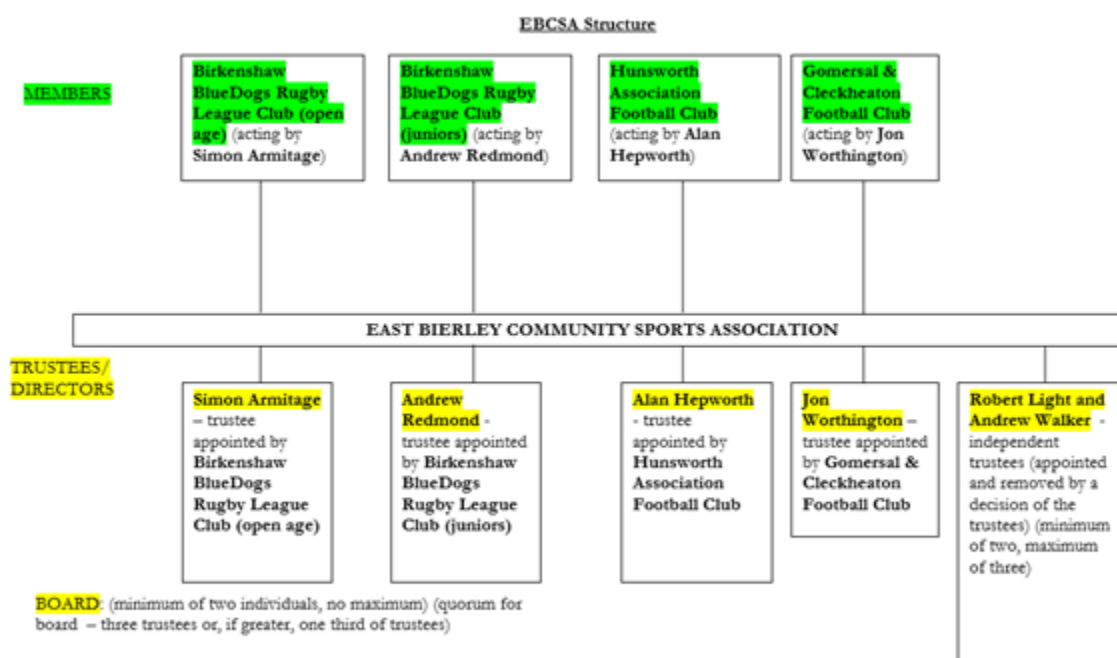 EBCSA Structure
MEMBERS
Birkenshaw
BlueDogs Rugby
League Club (open
age) (acting by
Simon Armitage)
Birkenshaw
BlueDogs Rugby
League Club
(juniors) (acting by
Andrew Redmond)
Hunsworth
Association
Football Club
(acting by Alan
Hepworth)
Gomersal &
Cleckheaton
Football Club
(acting by Jon
Worthington)
EAST BIERLEY COMMUNITY SPORTS ASSOCIATION
TRUSTEES/
DIRECTORS
Simon Armitage
– trustee
appointed by
Birkenshaw
BlueDogs
Rugby League
Club (open age)
Andrew
Redmond -
trustee appointed
by Birkenshaw
BlueDogs
Rugby League
Club (juniors)
Alan Hepworth
- trustee
appointed by
Hunsworth
Association
Football Club
Jon
Worthington –
trustee appointed
by Gomersal &
Cleckheaton
Football Club
Robert Light and
Andrew Walker -
independent
trustees (appointed
and removed by a
decision of the
trustees) (minimum
of two, maximum
of three)
BOARD: (minimum of two individuals, no maximum) (quorum for
board – three trustees or, if greater, one third of trustees)